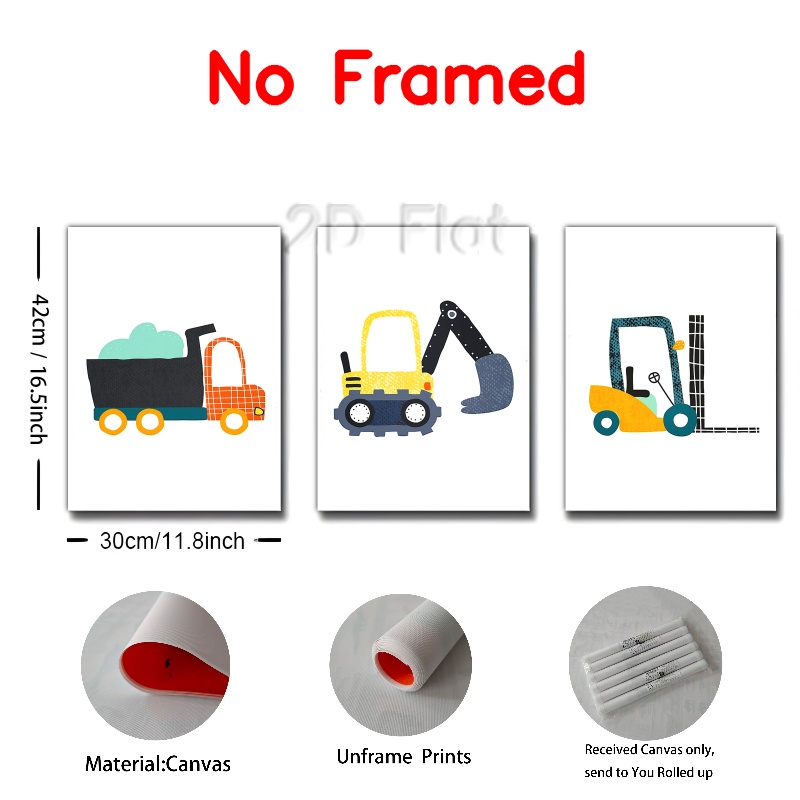 No Framed
2D Flat
42cm / 16.5inch
30cm/11.8inch
Material:Canvas
Unframe Prints
Received Canvas only,
send to You Rolled up